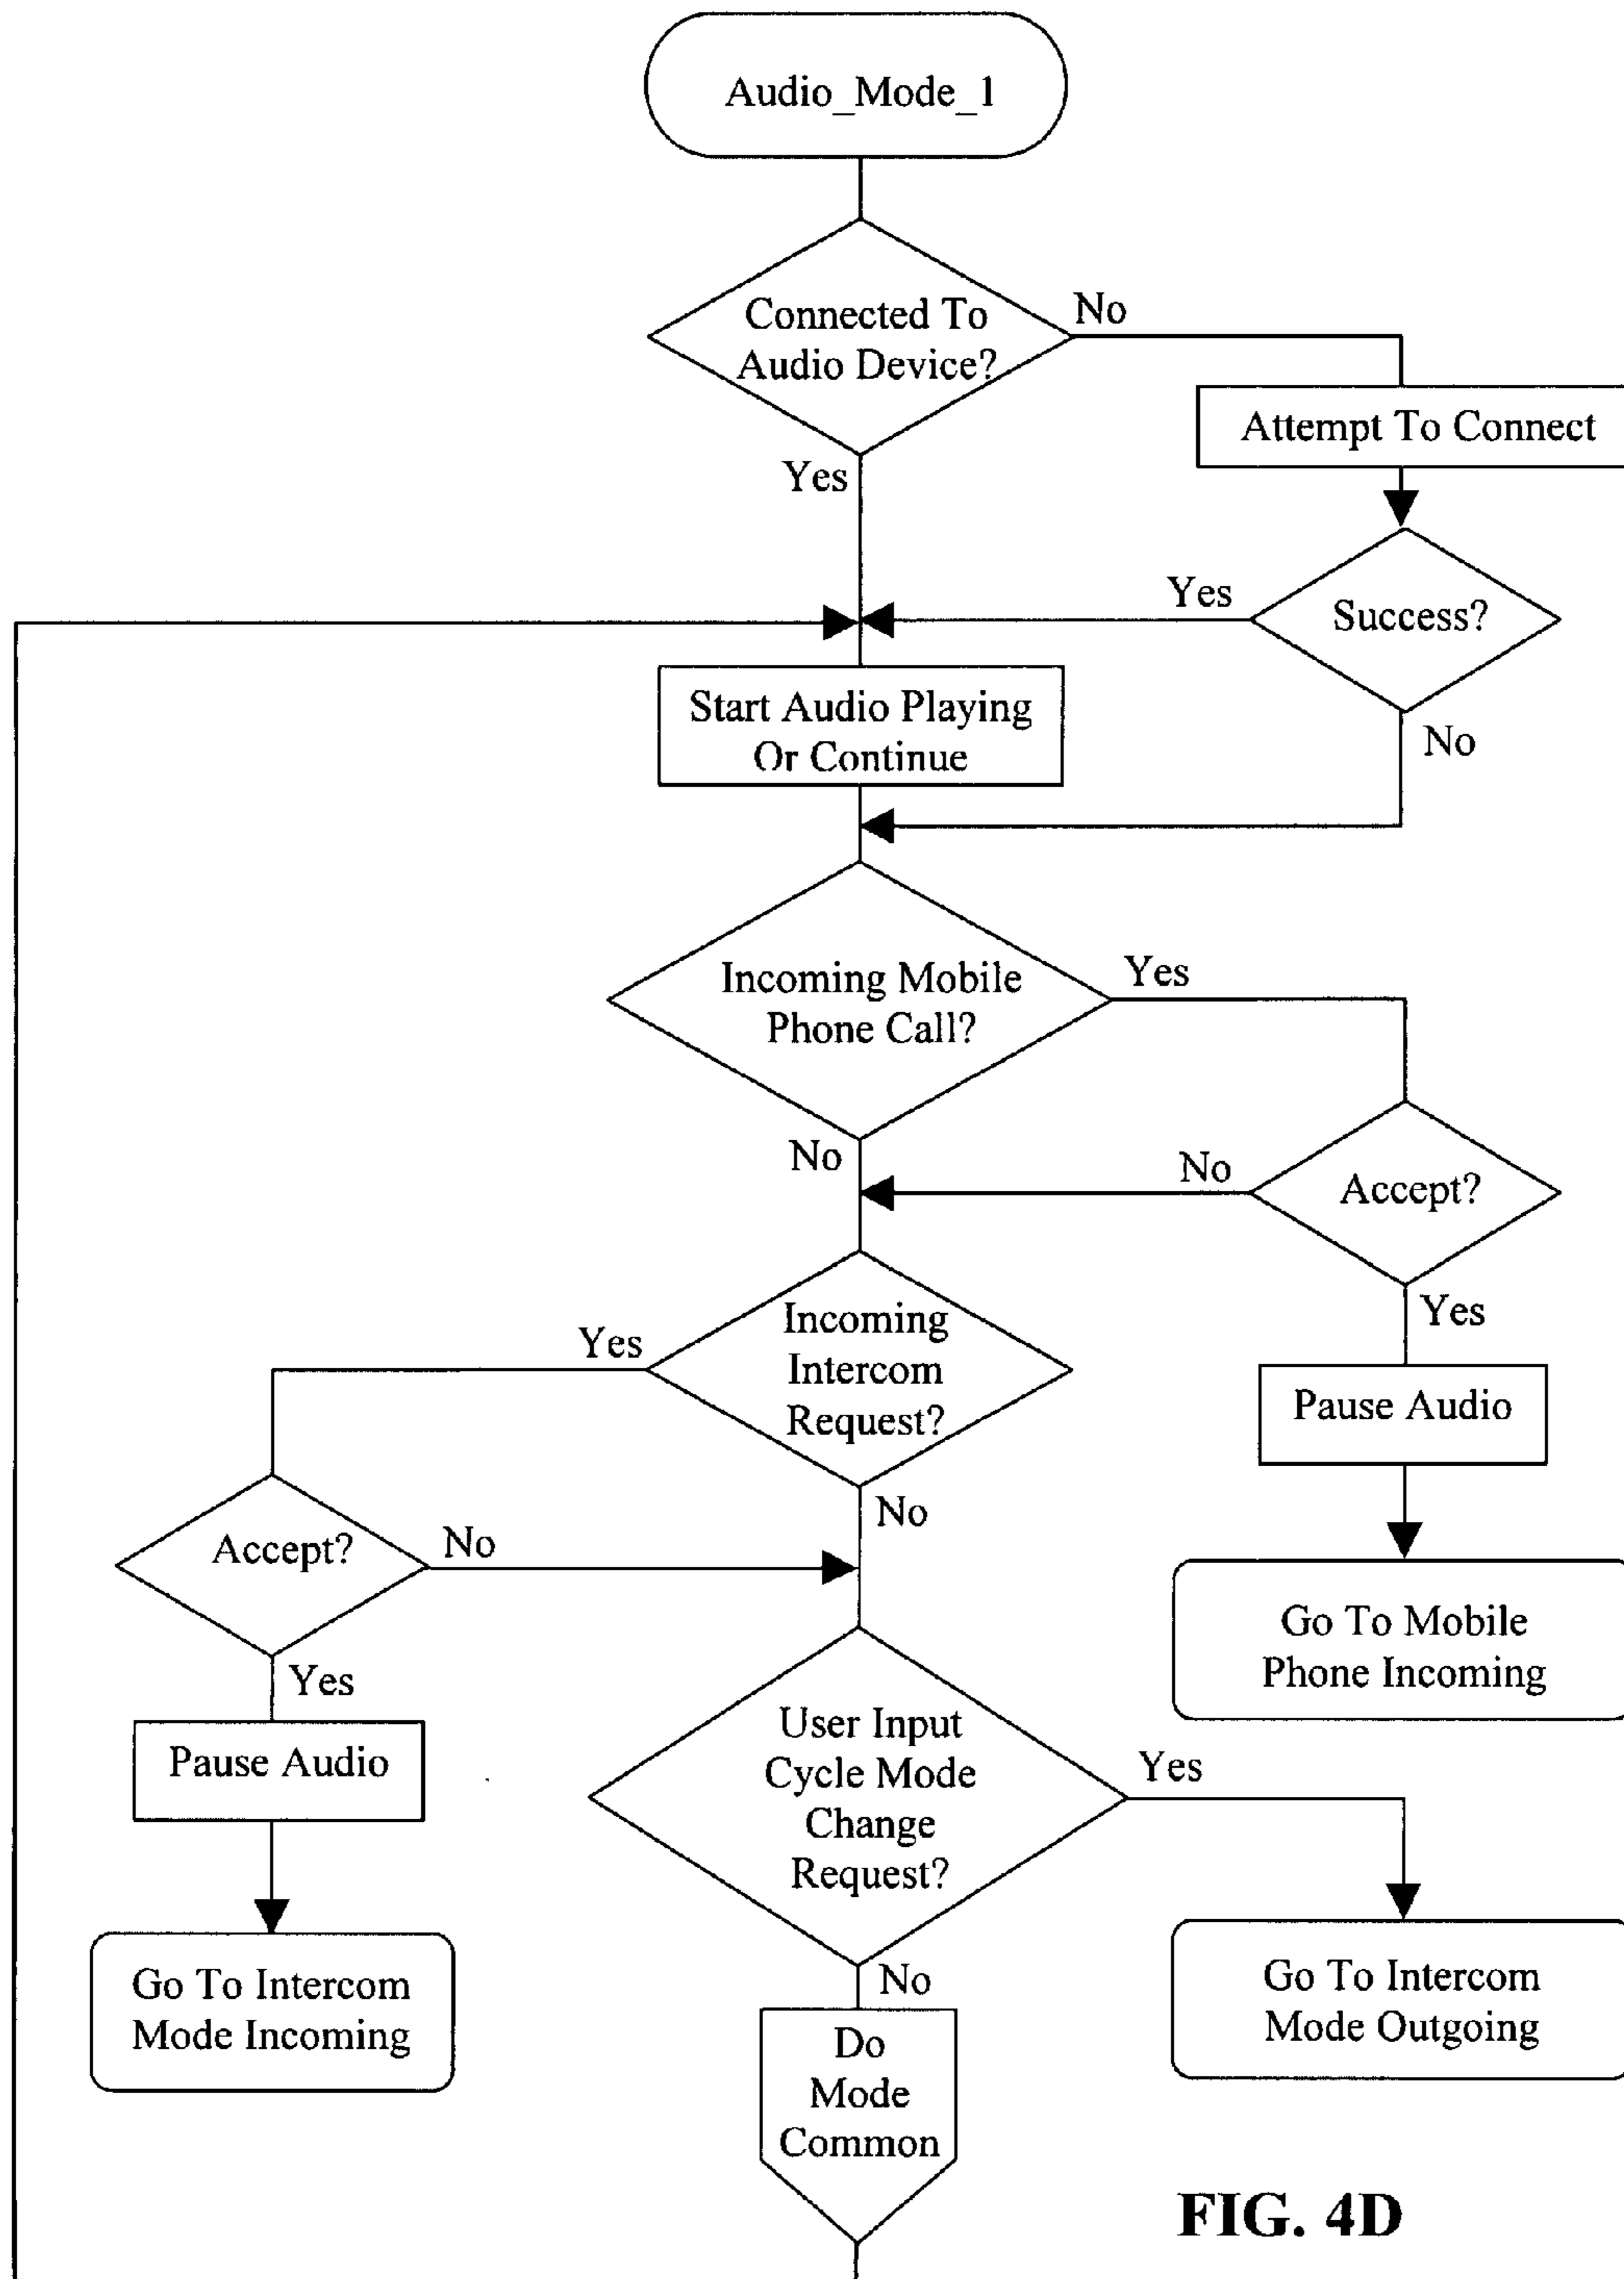 Audio_Mode_1
Connected To
Audio Device?
No
Attempt To Connect
Yes
Yes
Success?
Start Audio Playing
Or Continue
No
Incoming Mobile
Phone Call?
Yes
No
No
Accept?
Incoming
Intercom
Request?
Yes
Yes
Pause Audio
No
Accept?
No
Go To Mobile
Phone Incoming
Yes
Pause Audio
User Input
Cycle Mode
Change
Request?
Yes
Go To Intercom
Mode Incoming
No
Go To Intercom
Mode Outgoing
Do
Mode
Common
FIG. 4D